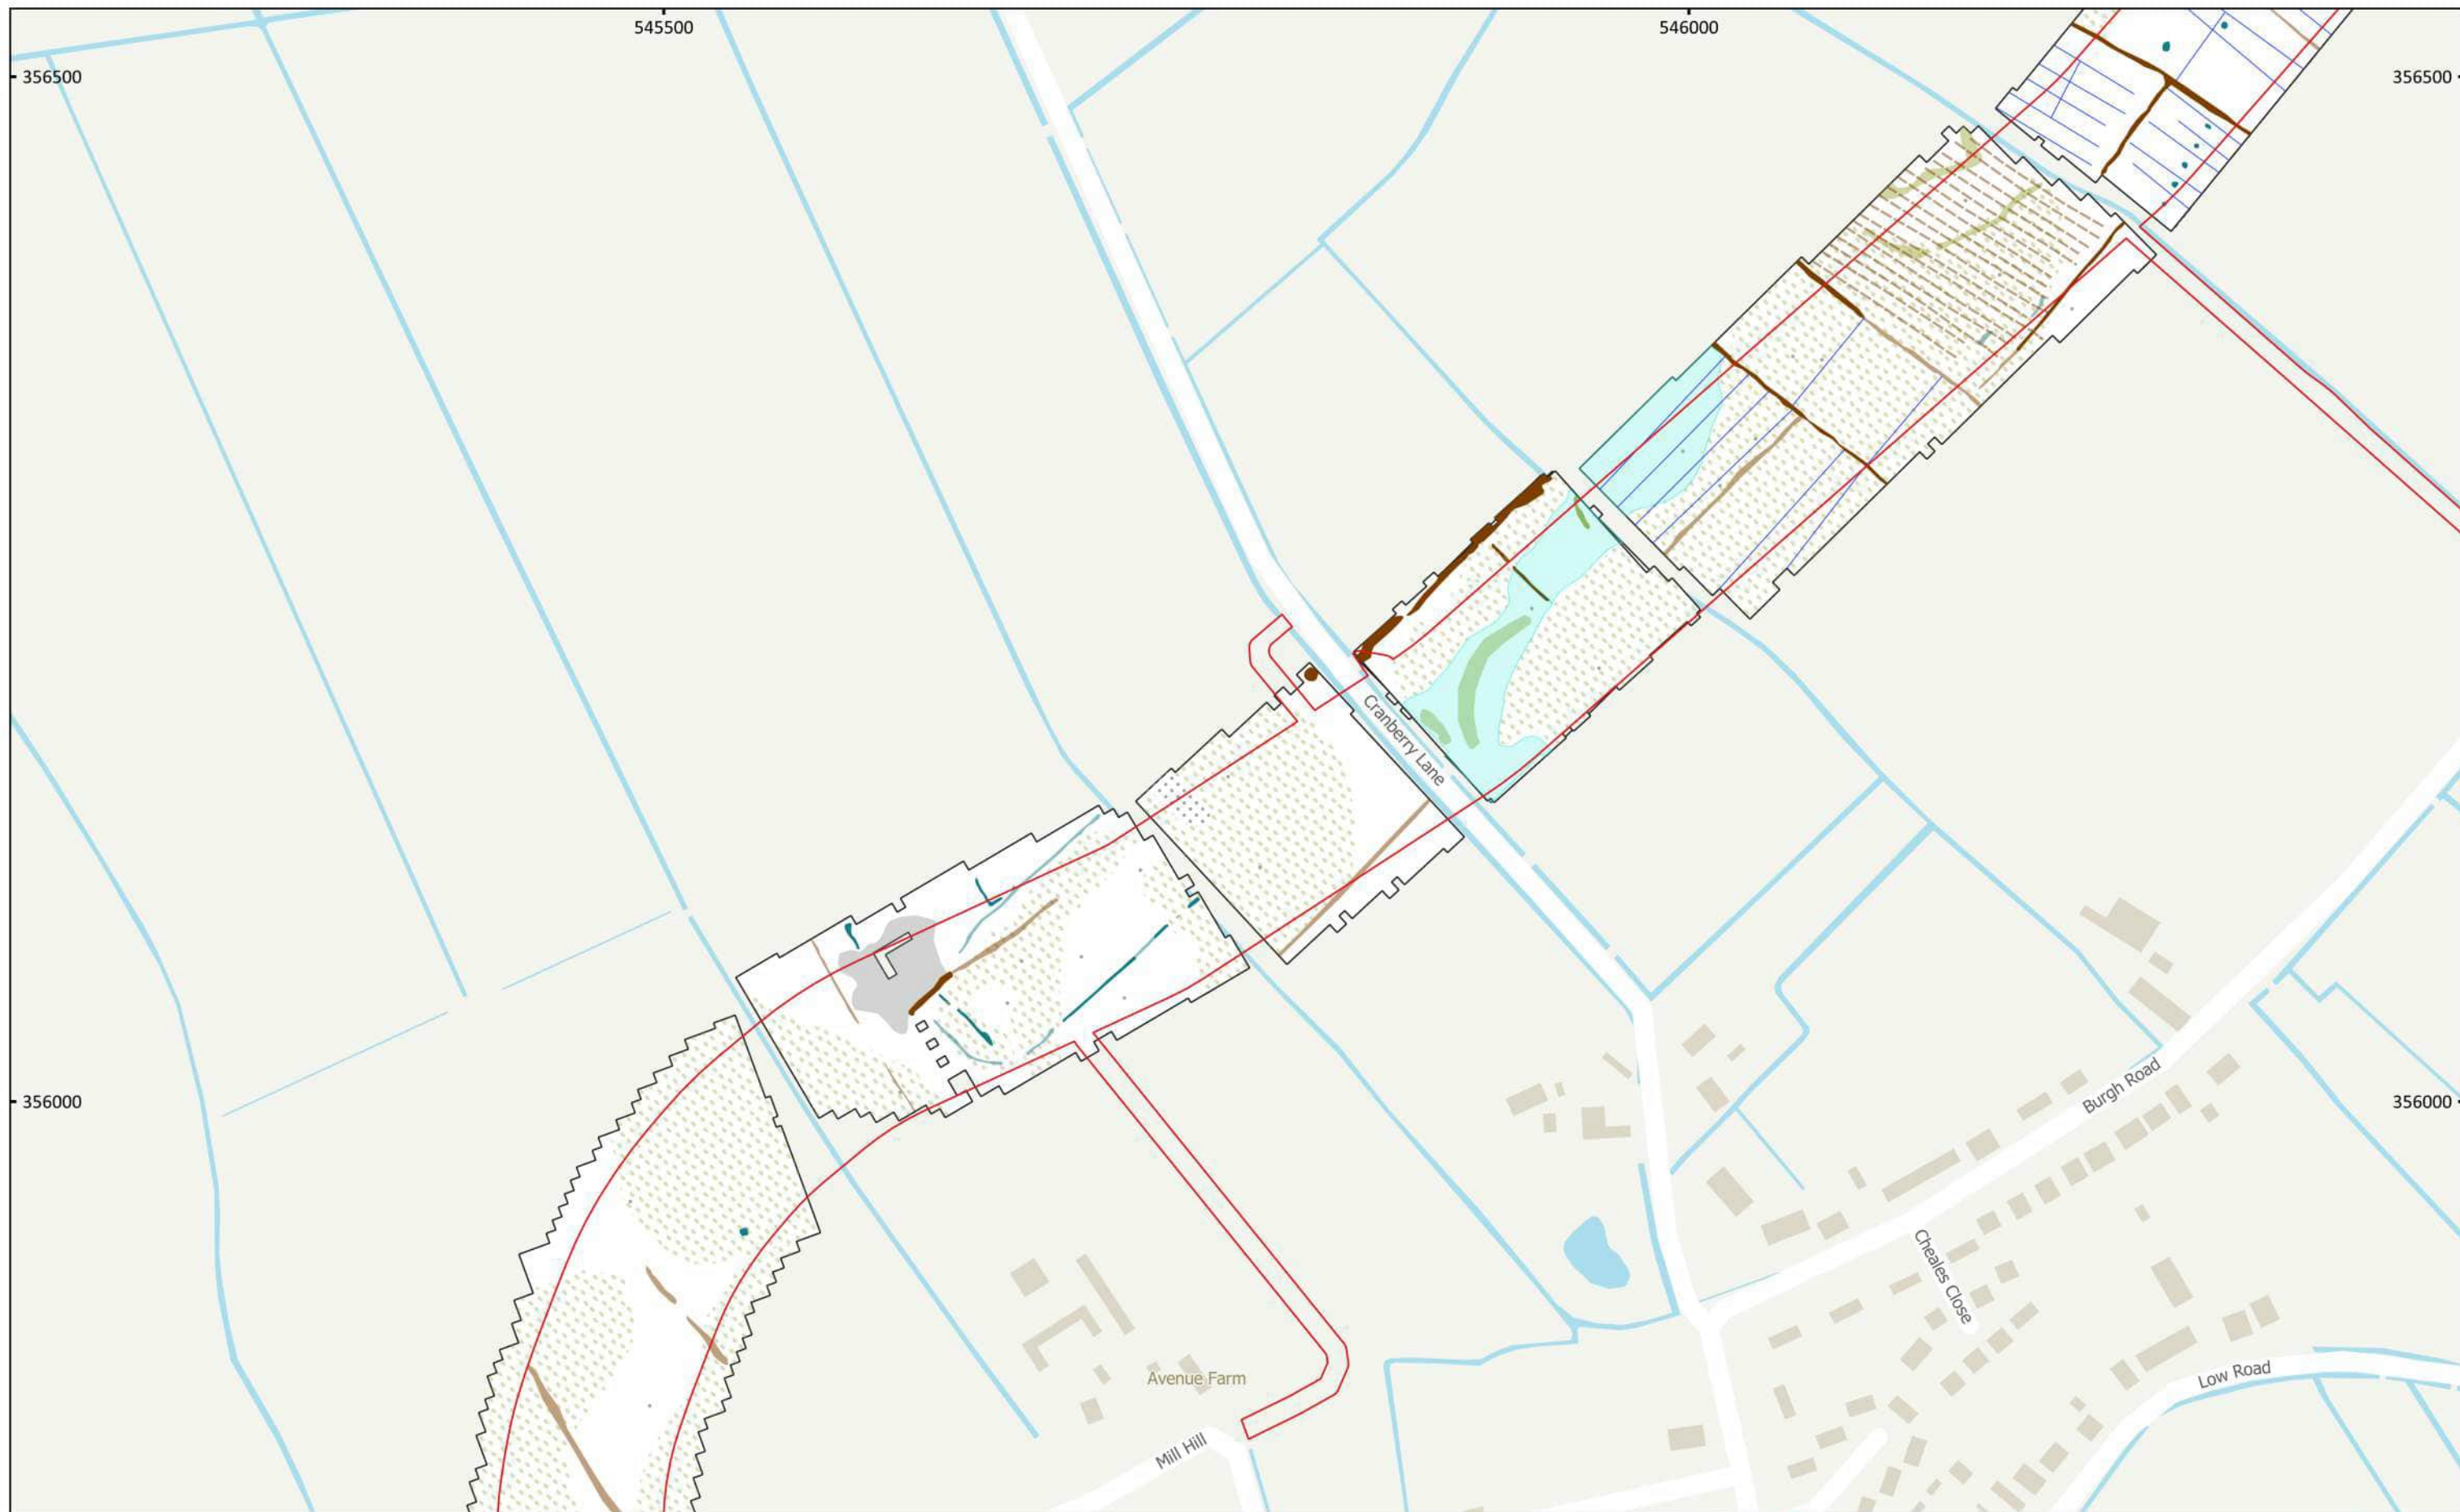 545500
546000
356500
356500
Cranberry Lane
356000
356000
Burgh Road
Cheales Close
Avenue Farm
Low Road
Mill Hill